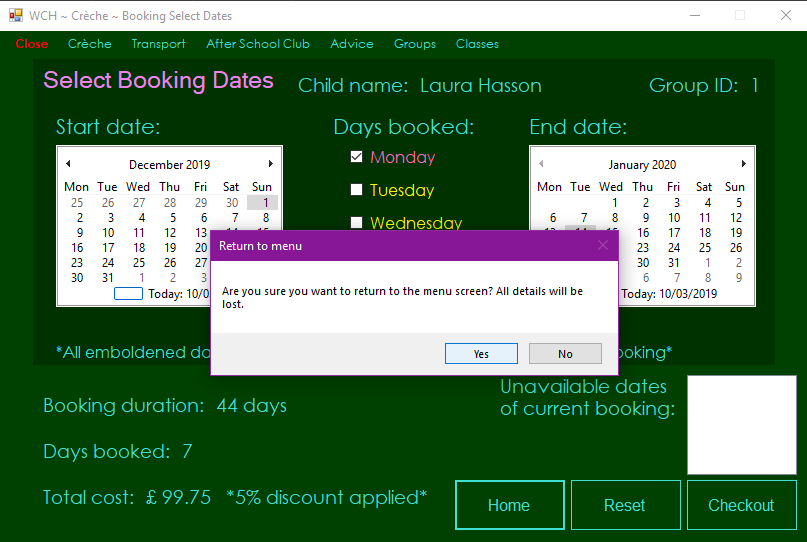 WCH ~ Crèche ~ Booking Select Dates
Close Crèche Transport After School Club Advice Groups Classes
Select Booking Dates Child name: Laura Hasson Group ID: 1
Start date: Days booked: End date:
December 2019
Mon Tue Wed Thu Fri Sat Sun
25 26 27 28 29 30 1
2 3 4 5 6 7 8
9 10 11 12 13
16 17 18 19 20
23 24 25 26 27
30 31 1 2 3
Today: 10/0
Monday
Tuesday
Wednesday
January 2020
Mon Tue Wed Thu Fri Sat Sun
1 2 3 4 5
6 7 8 9 10 11 12
16 17 18 19
23 24 25 26
30 31 1 2
6 7 8 9
Today: 10/03/2019
Return to menu
Are you sure you want to return to the menu screen? All details will be
lost.
Yes No
*All emboldened da
ooking*
Booking duration: 44 days
Days booked: 7
Total cost: £ 99.75 *5% discount applied*
Unavailable dates
of current booking:
Home Reset Checkout